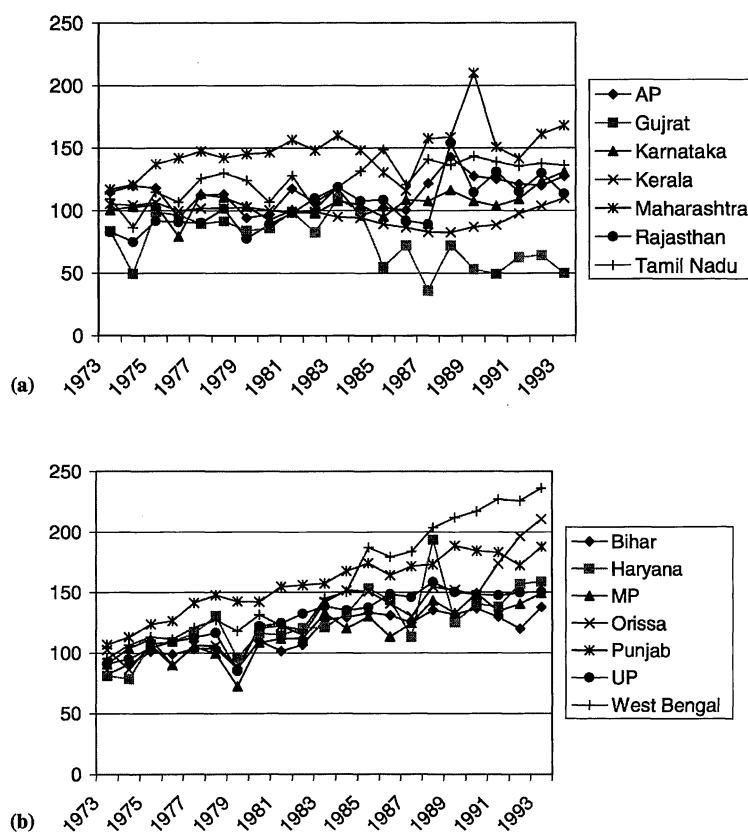 250
200
150
100
50
0
1973
1975
1977
1979
1981
1983
1985
1987
1989
1991
1993
AP
Gujrat
Karnataka
Kerala
Maharashtra
Rajasthan
Tamil Nadu
(a)
250
200
150
100
50
0
1973
1975
1977
1979
1981
1983
1985
1987
1989
1991
1993
Bihar
Haryana
MP
Orissa
Punjab
UP
West Bengal
(b)